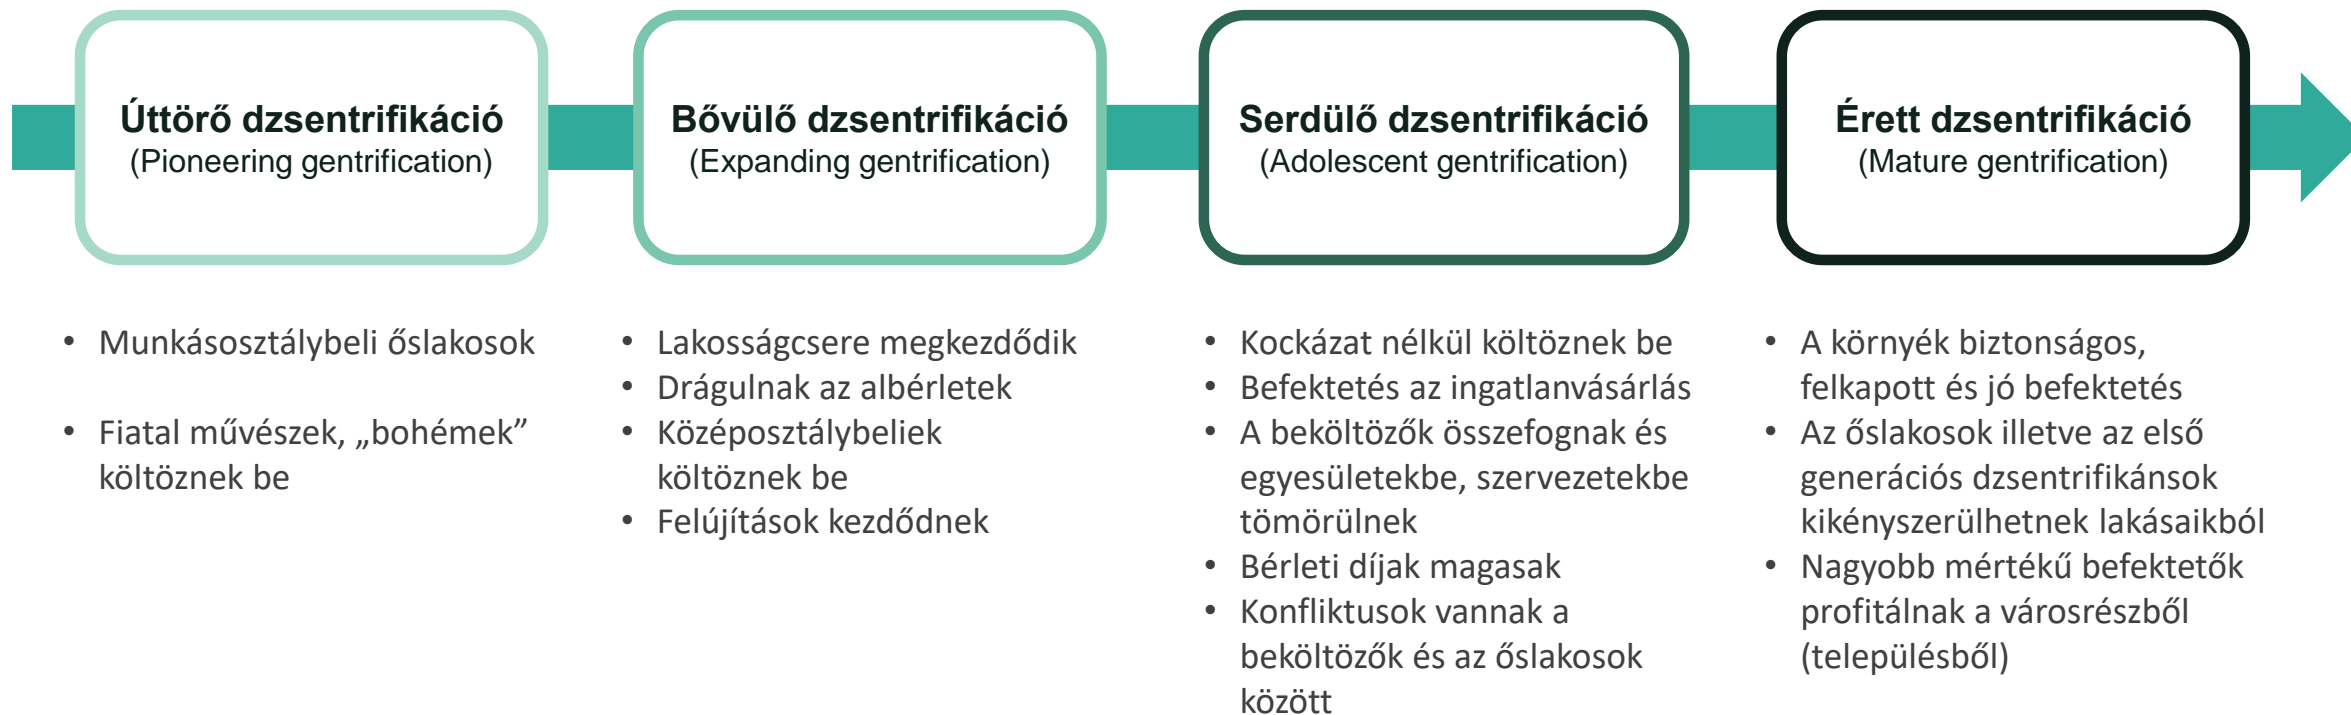 Úttörő dzsentrifikáció
(Pioneering gentrification)
Bővülő dzsentrifikáció
(Expanding gentrification)
Serdülő dzsentrifikáció
(Adolescent gentrification)
Érett dzsentrifikáció
(Mature gentrification)
• Munkásosztálybeli őslakosok
• Fiatal művészek, „bohémek”
költöznek be
• Lakosságcsere megkezdődik
• Drágulnak az albérletek
• Középosztálybeliek
költöznek be
• Felújítások kezdődnek
• Kockázat nélkül költöznek be
• Befektetés az ingatlanvásárlás
• A beköltözők összefognak és
egyesületekbe, szervezetekbe
tömörülnek
• Bérleti díjak magasak
• Konfliktusok vannak a
beköltözők és az őslakosok
között
• A környék biztonságos,
felkapott és jó befektetés
• Az őslakosok illetve az első
generációs dzsentrifikánsok
kikényszerülhetnek lakásaikból
• Nagyobb mértékű befektetők
profitálnak a városrészből
(településből)